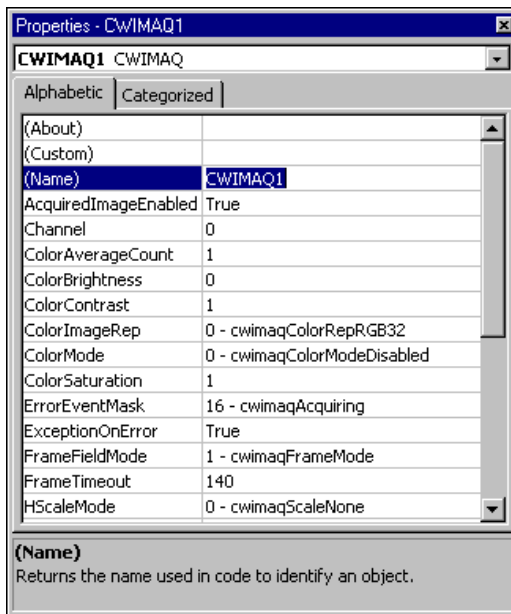 Properties - CWIMAQ1
CWIMAQ1 CWIMAQ
Alphabetic Categorized
(About)
(Custom)
(Name) CWIMAQ1
AcquiredImageEnabled True
Channel 0
ColorAverageCount 1
ColorBrightness 0
ColorContrast 1
ColorImageRep 0 - cwimaqColorRepRGB32
ColorMode 0 - cwimaqColorModeDisabled
ColorSaturation 1
ErrorEventMask 16 - cwimaqAcquiring
ExceptionOnError True
FrameFieldMode 1 - cwimaqFrameMode
FrameTimeout 140
HScaleMode 0 - cwimaqScaleNone
(Name)
Returns the name used in code to identify an object.